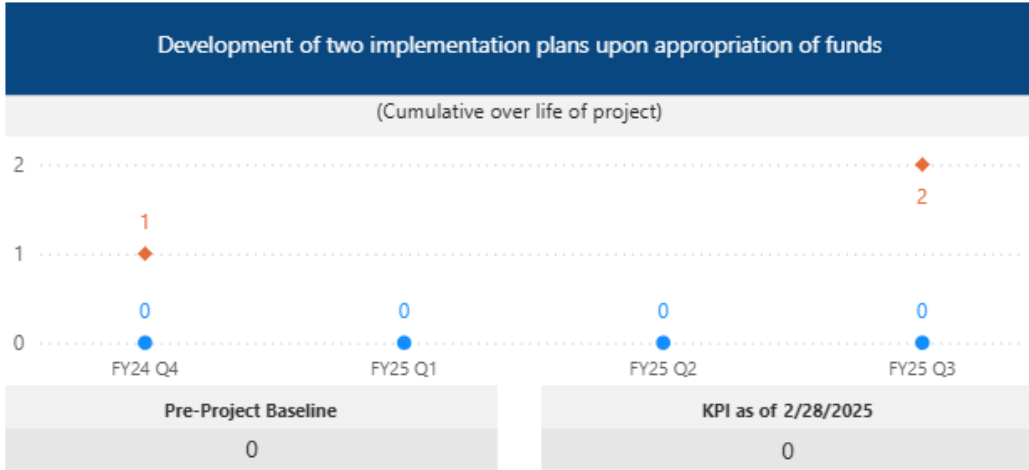 Development of two implementation plans upon appropriation of funds
(Cumulative over life of project)
2
2
1
1
0 0 0 0
0
FY24 Q4 FY25 Q1 FY25 Q2 FY25 Q3
Pre-Project Baseline KPI as of 2/28/2025
0 0